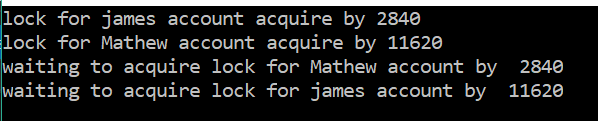 lock for james account acquire by 2840
lock for Mathew account acquire by 11620
waiting to acquire lock for Mathew account by  2840
waiting to acquire lock for james account by  11620